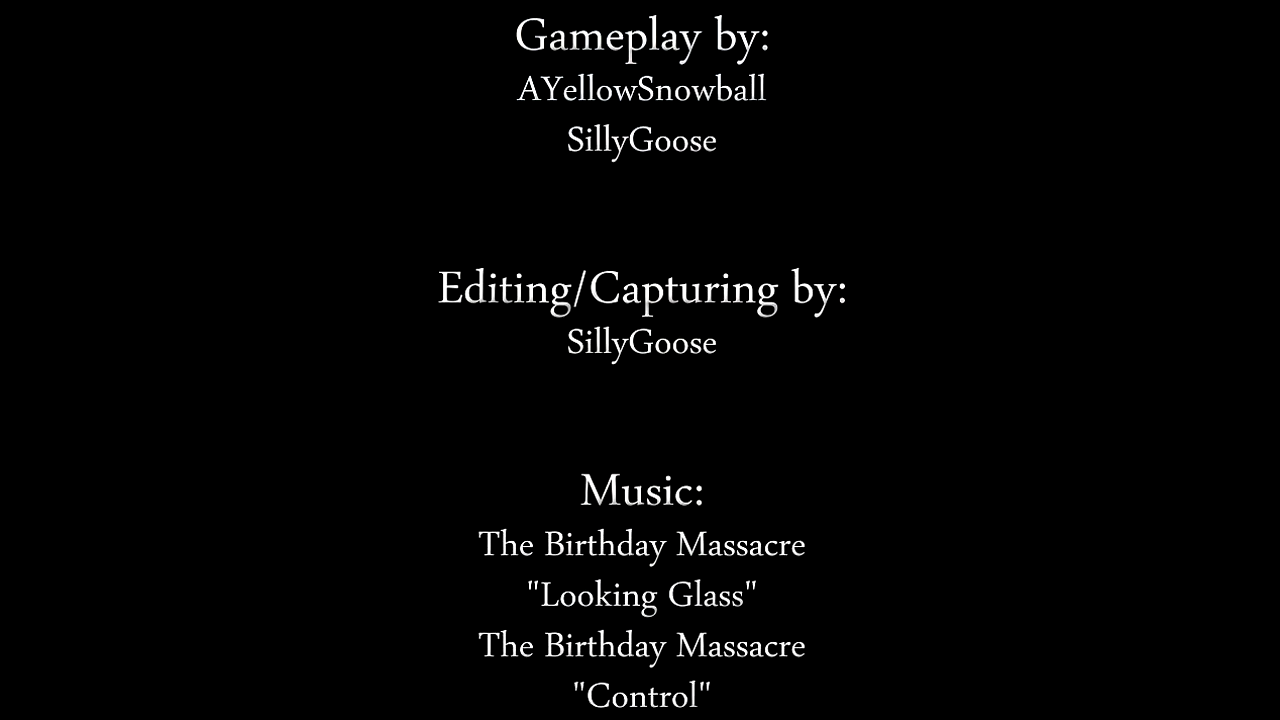 Gameplay by:
AYellowSnowball
SillyGoose
Editing/Capturing by:
SillyGoose
Music:
The Birthday Massacre
"Looking Glass"
The Birthday Massacre
"Control"